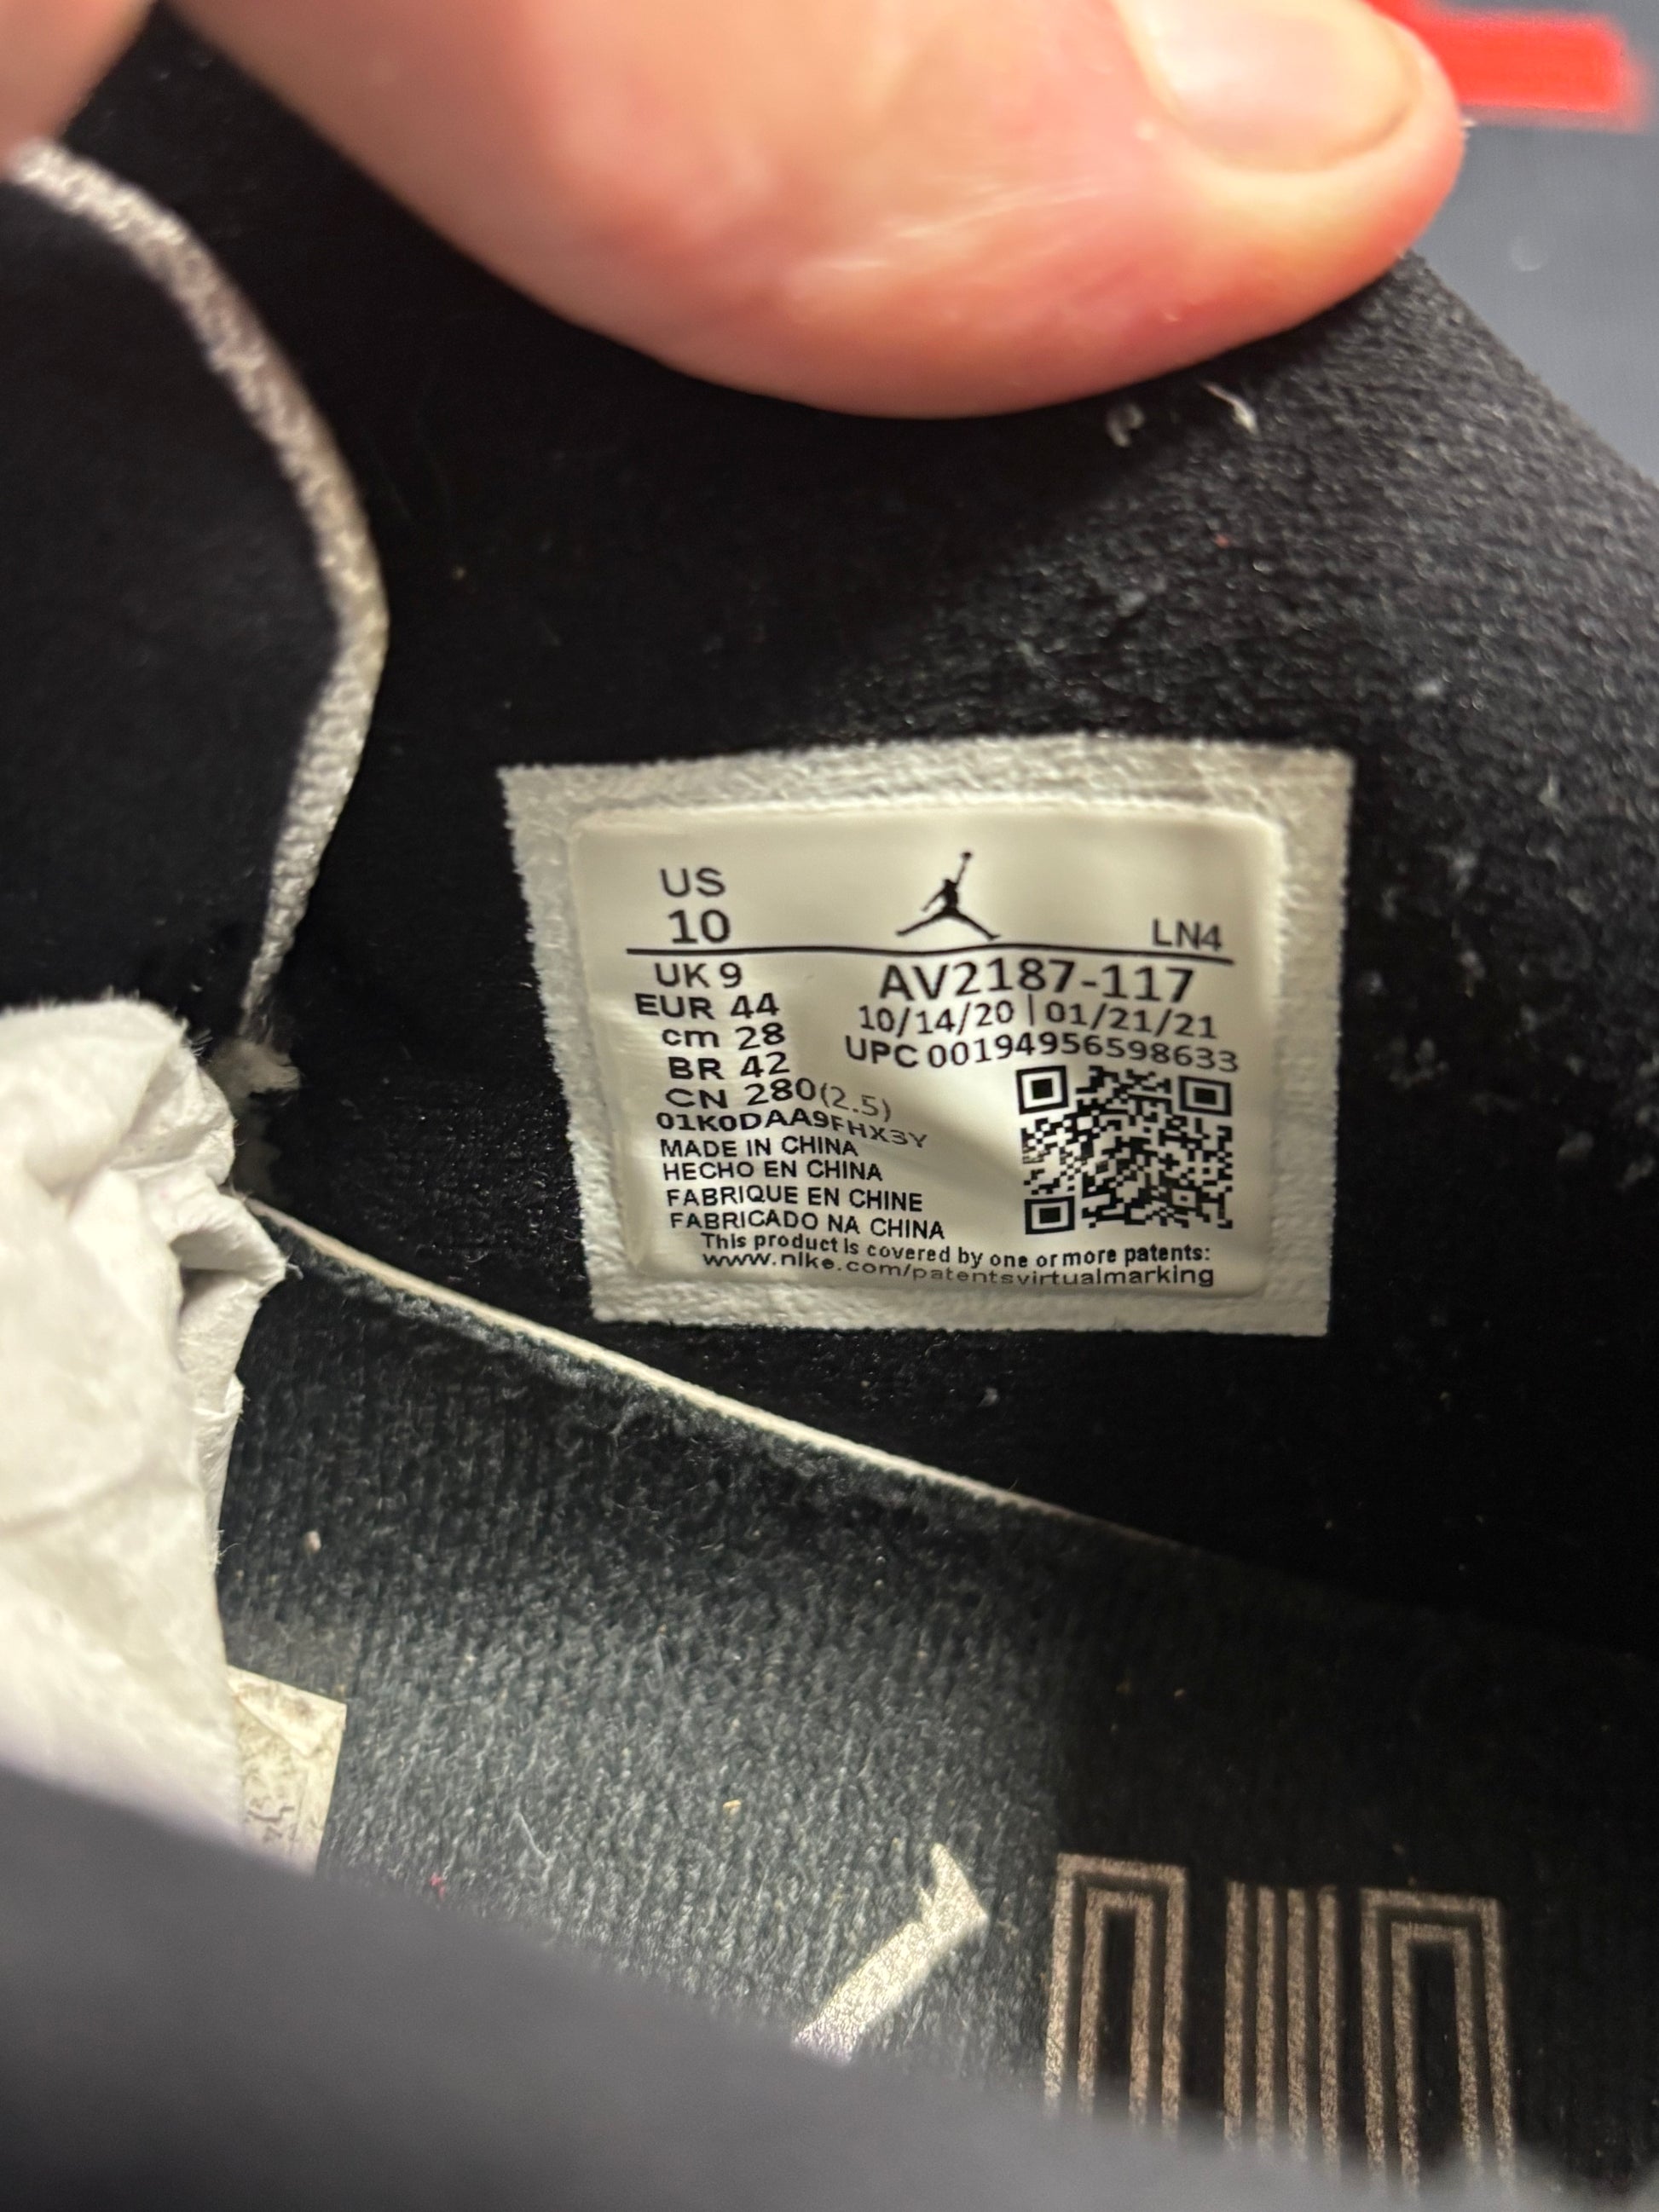 US
10
LN4
UK 9
AV2187-117
EUR 44
10/14/20 | 01/21/21
cm 28
UPC 00194956598633
BR 42
CN 280(2.5)
01K0DAA9FHX3Y
MADE IN CHINA
HECHO EN CHINA
FABRIQUE EN CHINE
FABRICADO NA CHINA
This product is covered by one or more patents:
www.nike.com/patentsvirtualmarking